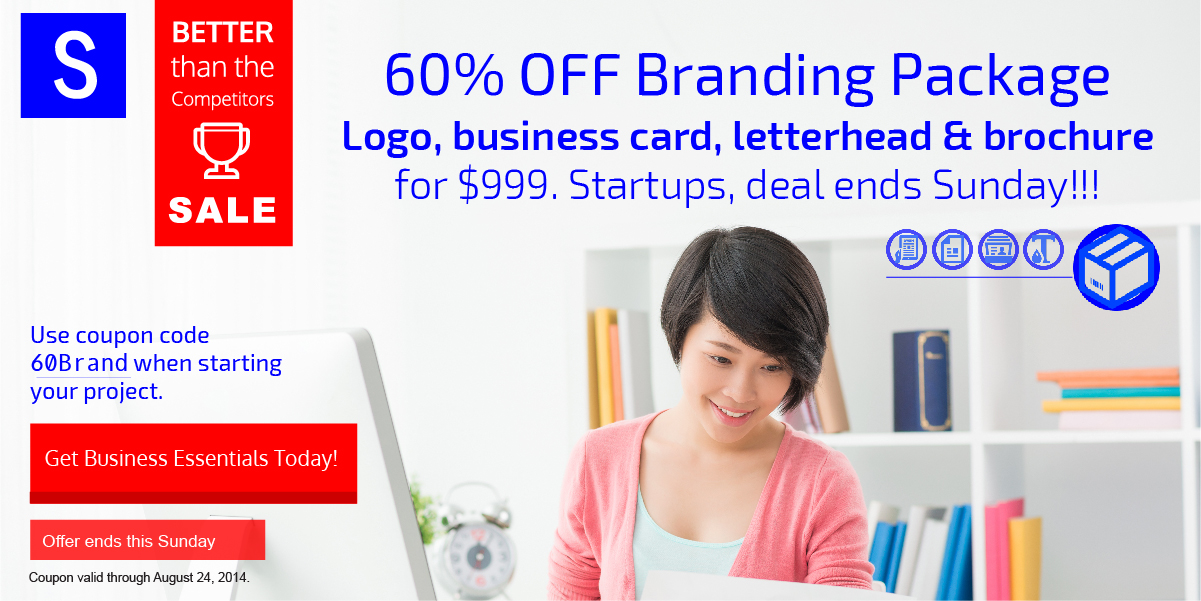 S
BETTER
than the
Competitors
SALE
60% OFF Branding Package
Logo, business card, letterhead & brochure
for $999. Startups, deal ends Sunday!!!
Use coupon code
60Brand when starting
your project.
Get Business Essentials Today!
Offer ends this Sunday
Coupon valid through August 24, 2014.